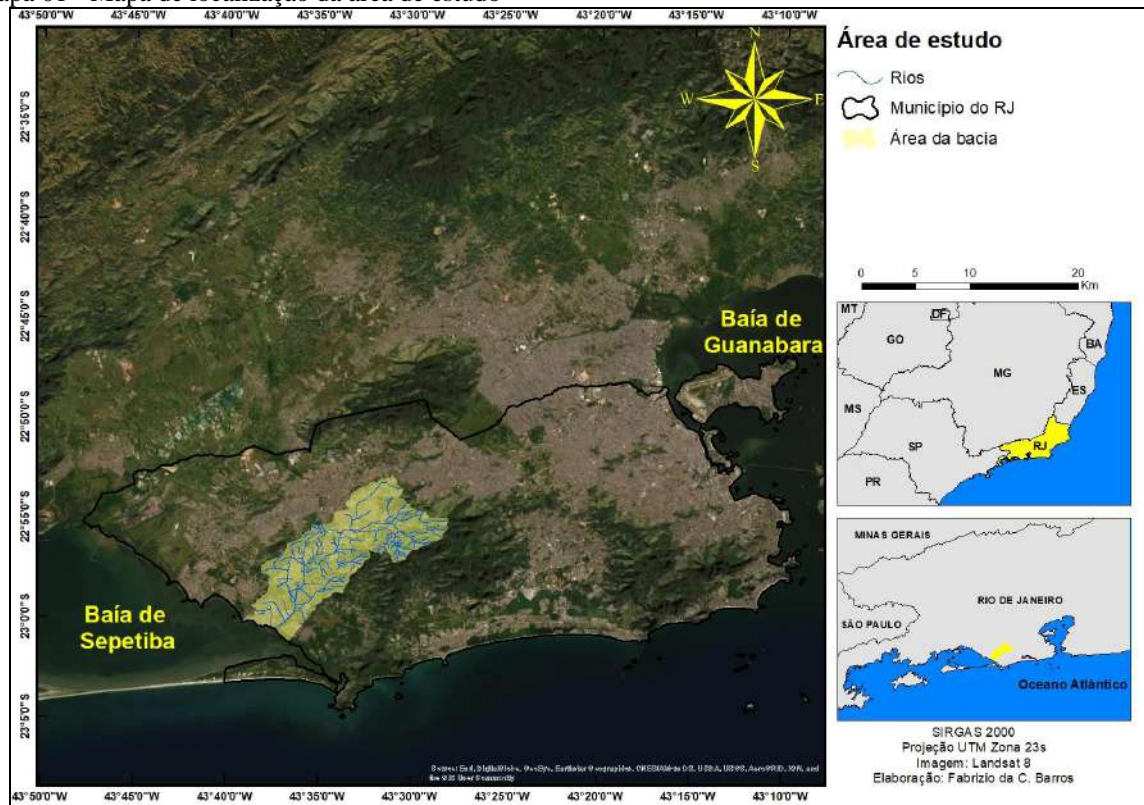 43°50'0"W 43°45'0"W 43°40'0"W 43°35'0"W 43°30'0"W 43°25'0"W 43°20'0"W 43°15'0"W 43°10'0"W
22°35'0"S
22°40'0"S
22°45'0"S
22°50'0"S
22°55'0"S
23°0'0"S
N
W
E
S
Baía de
Guanabara
Baía de
Sepetiba
43°50'0"W 43°45'0"W 43°40'0"W 43°35'0"W 43°30'0"W 43°25'0"W 43°20'0"W 43°15'0"W 43°10'0"W
Área de estudo
Rios
Município do RJ
Área da bacia
0 5 10 20
Km
MT
DF
GO
BA
MG
ES
MS
SP
RJ
PR
MINAS GERAIS
RIO DE JANEIRO
SÃO PAULO
Oceano Atlântico
SIRGAS 2000
Projeção UTM Zona 23s
Imagem: Landsat 8
Elaboração: Fabrizio da C. Barros